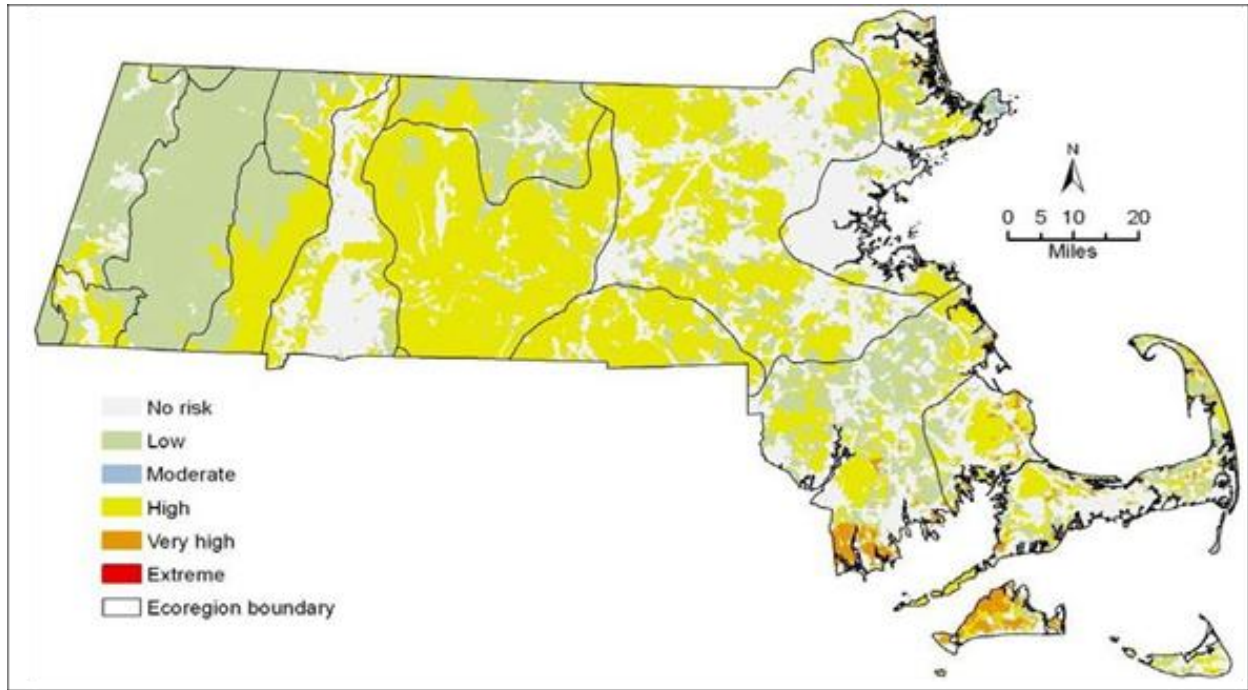 N
0 5 10 20
Miles
No risk
Low
Moderate
High
Very high
Extreme
Ecoregion boundary